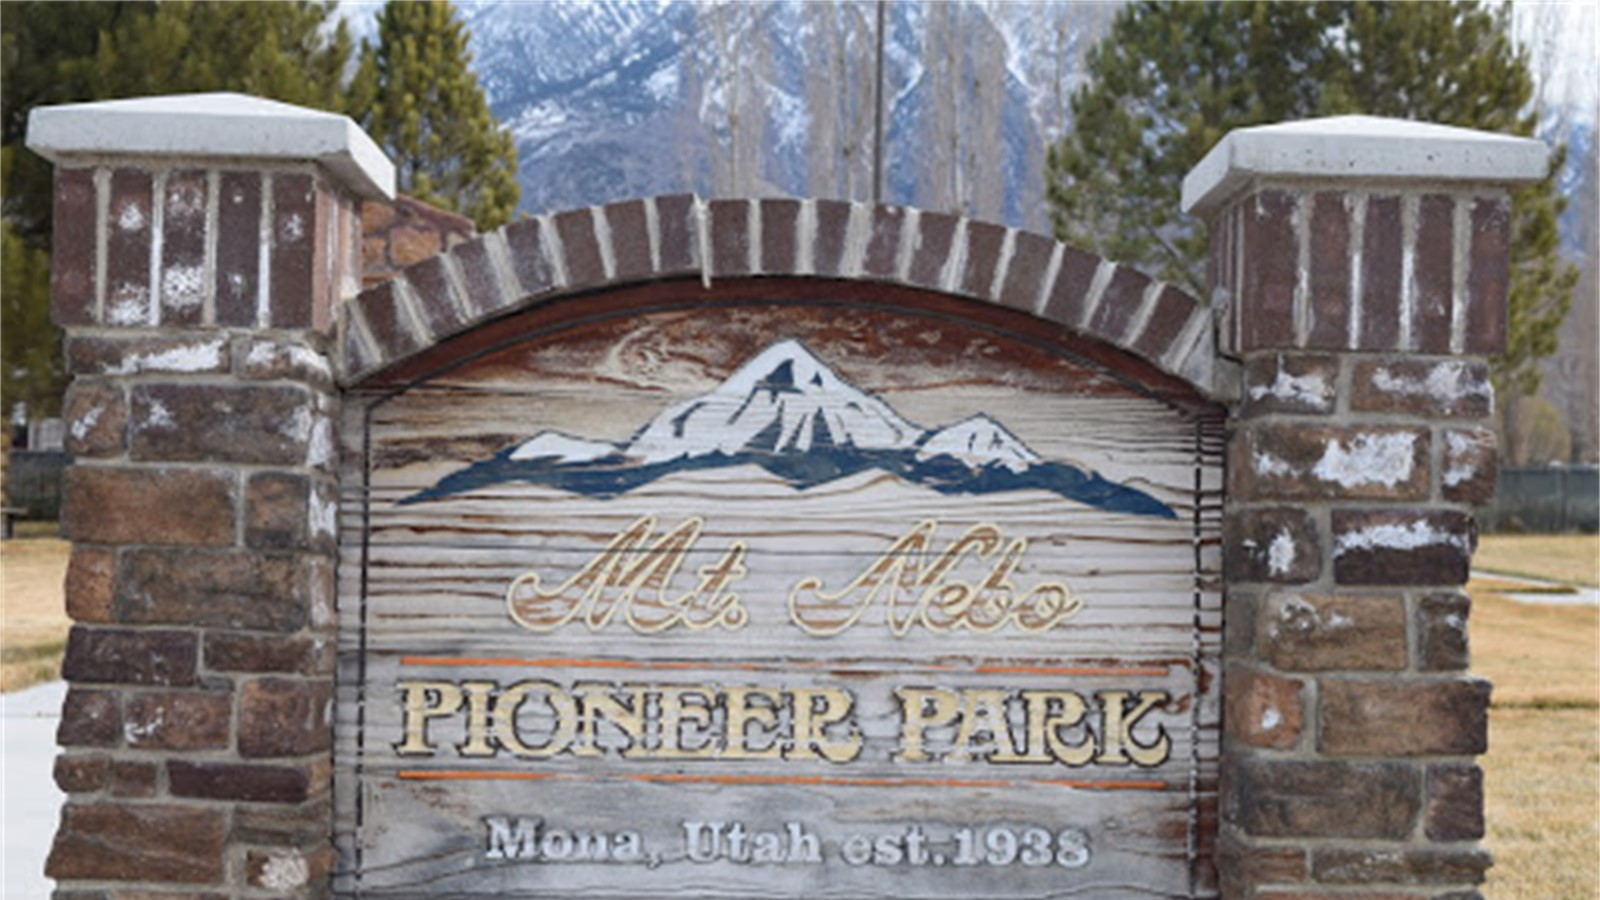 Mt. Nebo
PIONEER PARK
Mona, Utah est.1938